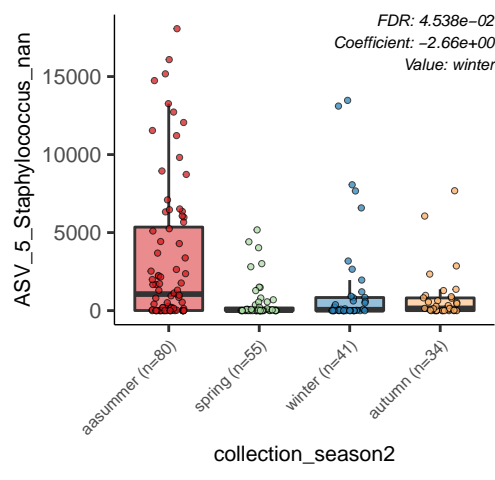 FDR: 4.538e−02
Coefficient: −2.66e+00
Value: winter
ASV_5_Staphylococcus_nan
15000
10000
5000
0
aasummer (n=80)
spring (n=55)
winter (n=41)
autumn (n=34)
collection_season2